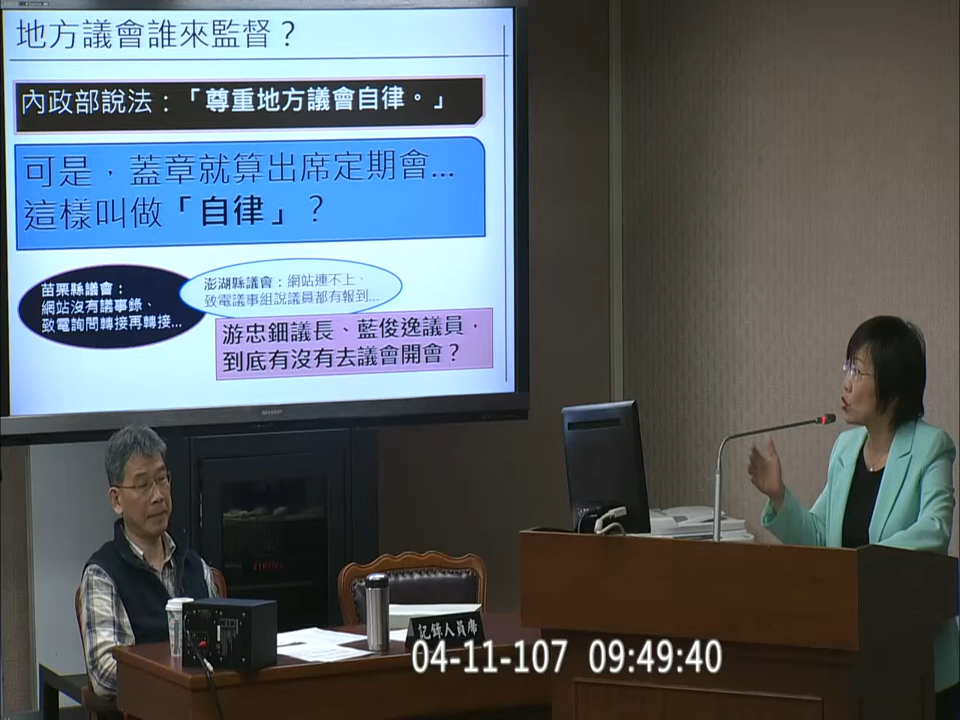 地方議會誰來監督？
內政部說法：「尊重地方議會自律。」
可是，蓋章就算出席定期會...
這樣叫做「自律」？
苗栗縣議會：
網站沒有議事錄、
致電詢問轉接再轉接...
澎湖縣議會：網站連不上、
致電議事組說議員都有報到...
游忠鈿議長、藍俊逸議員，
到底有沒有去議會開會？
SHARP
記錄人員席
04-11-107 09:49:40